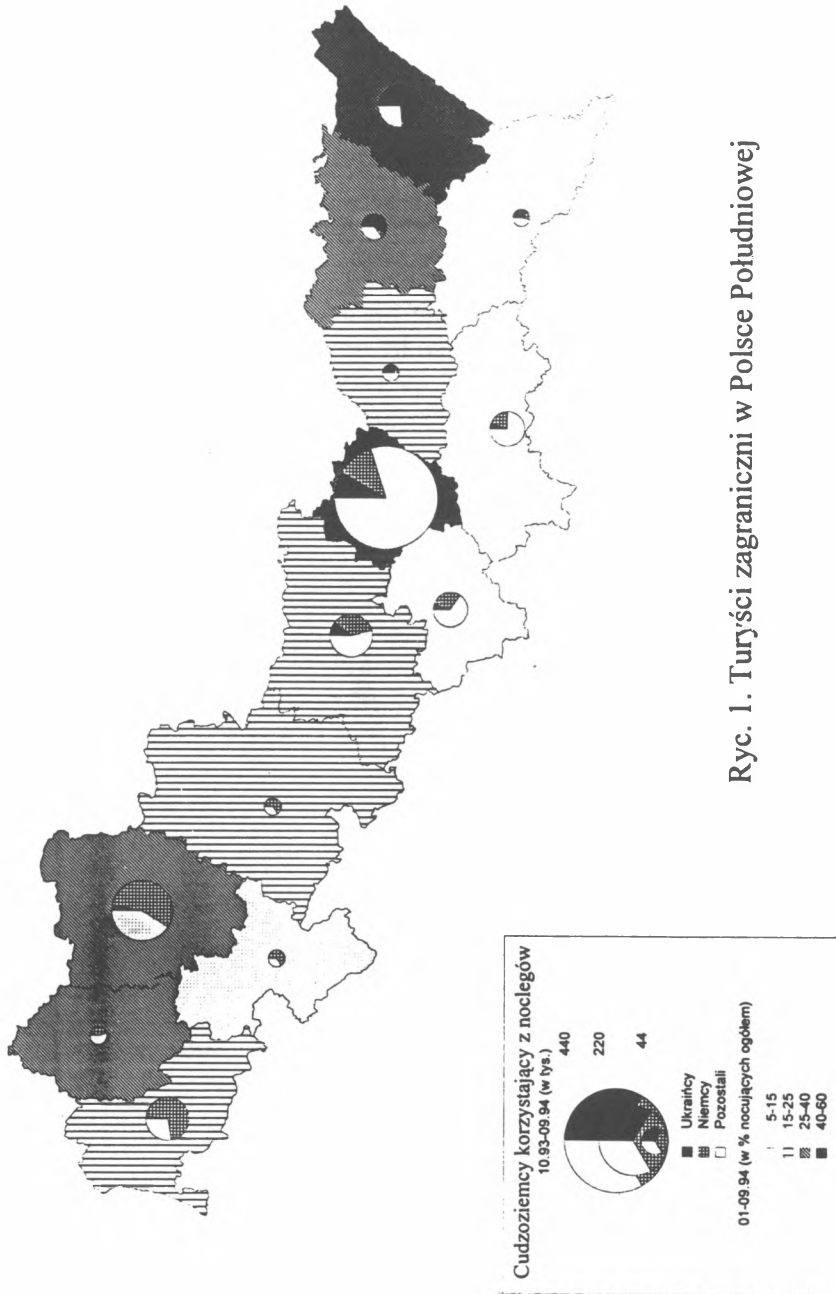 Cudzoziemcy korzystający z noclegów
10.93-09.94 (w tys.)
440
220
44
Ukraińcy
Niemcy
Pozostali
01-09.94 (w % nocujących ogółem)
5-15
15-25
25-40
40-60
Ryc. 1. Turyści zagraniczni w Polsce Południowej